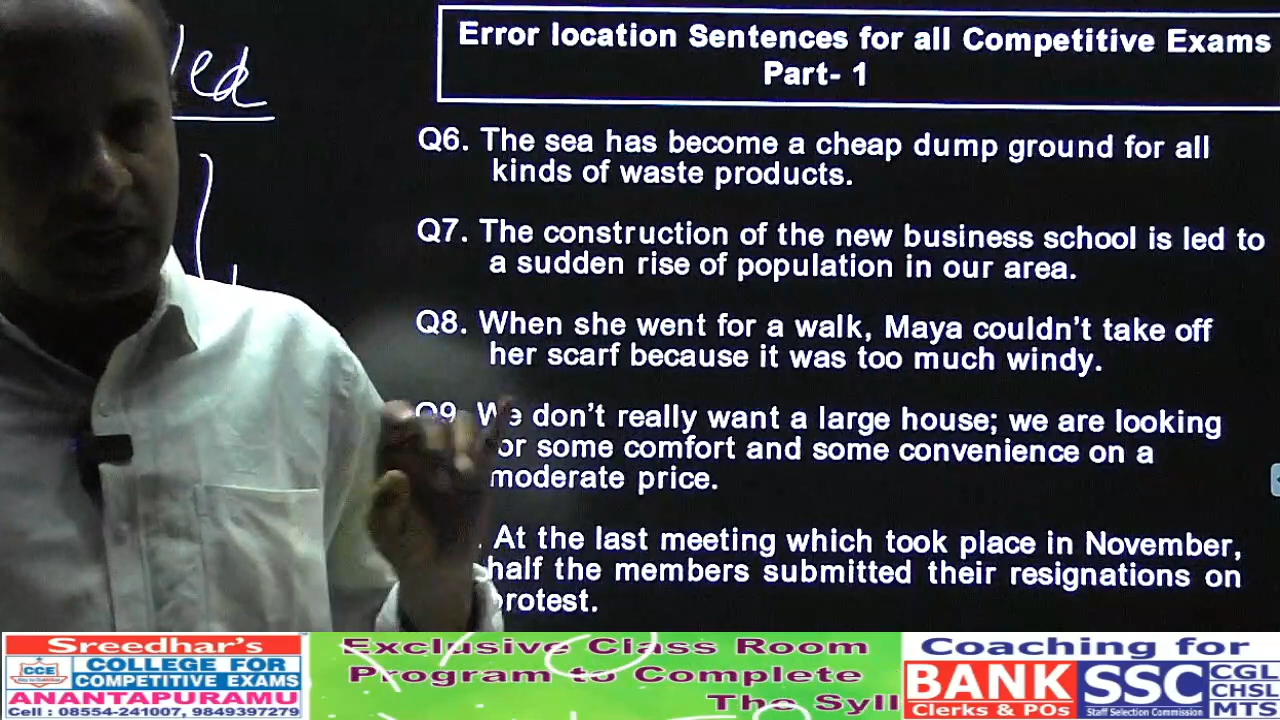 Error location Sentences for all Competitive Exams
Part- 1
led
Q6. The sea has become a cheap dump ground for all
kinds of waste products.
Q7. The construction of the new business school is led to
a sudden rise of population in our area.
Q8. When she went for a walk, Maya couldn't take off
her scarf because it was too much windy.
Q9. We don't really want a large house; we are looking
or some comfort and some convenience on a
moderate price.
. At the last meeting which took place in November,
half the members submitted their resignations on
protest.
Sreedhar's
CCE
COLLEGE FOR
COMPETITIVE EXAMS
ANANTAPURAMU
Cell : 08554-241007, 9849397279
Exclusive Class Room
Program to Complete
The Syll
Coaching for
BANK
Clerks & POs
SSC
Staff Selection Commission
CGL
CHSL
MTS